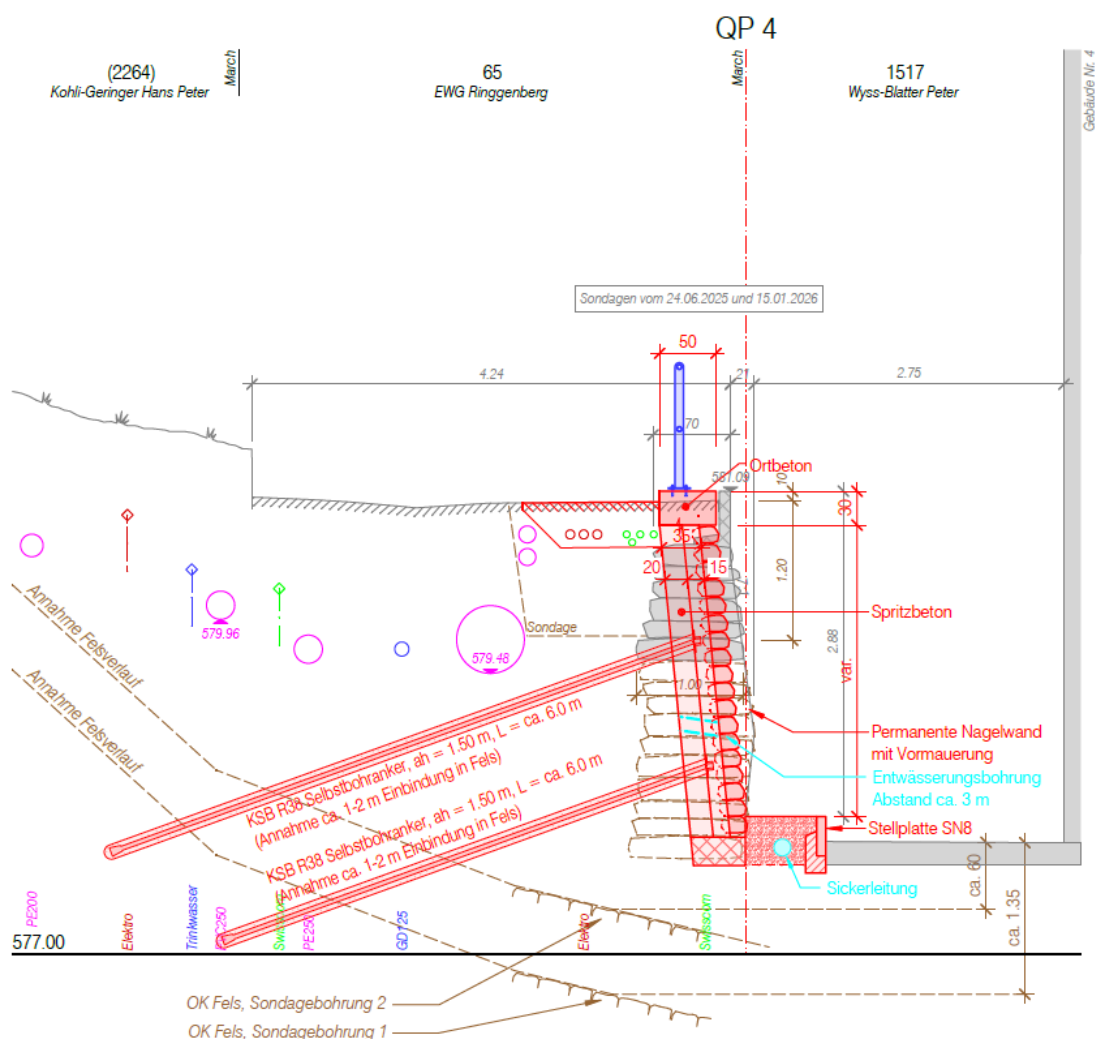 QP 4
(2264)
Kohli-Geringer Hans Peter
March
65
EWG Ringgenberg
March
1517
Wyss-Blatter Peter
Gebäude Nr. 4
Sondagen vom 24.06.2025 und 15.01.2026
50
4.24
21
2.75
70
Ortbeton
581.09
10
30
35
20
15
1.20
Spritzbeton
Sondage
2.88
var.
Annahme Felsverlauf
579.96
579.48
1.00
Annahme Felsverlauf
Permanente Nagelwand
mit Vormauerung
KSB R38 Selbstbohranker, ah = 1.50 m, L = ca. 6.0 m
(Annahme ca. 1-2 m Einbindung in Fels)
Entwässerungsbohrung
Abstand ca. 3 m
KSB R38 Selbstbohranker, ah = 1.50 m, L = ca. 6.0 m
(Annahme ca. 1-2 m Einbindung in Fels)
Stellplatte SN8
Sickerleitung
ca. 60
ca. 1.35
577.00
PE200
Elektro
Trinkwasser
GD125
Elektro
Swisscom
OK Fels, Sondagebohrung 2
OK Fels, Sondagebohrung 1